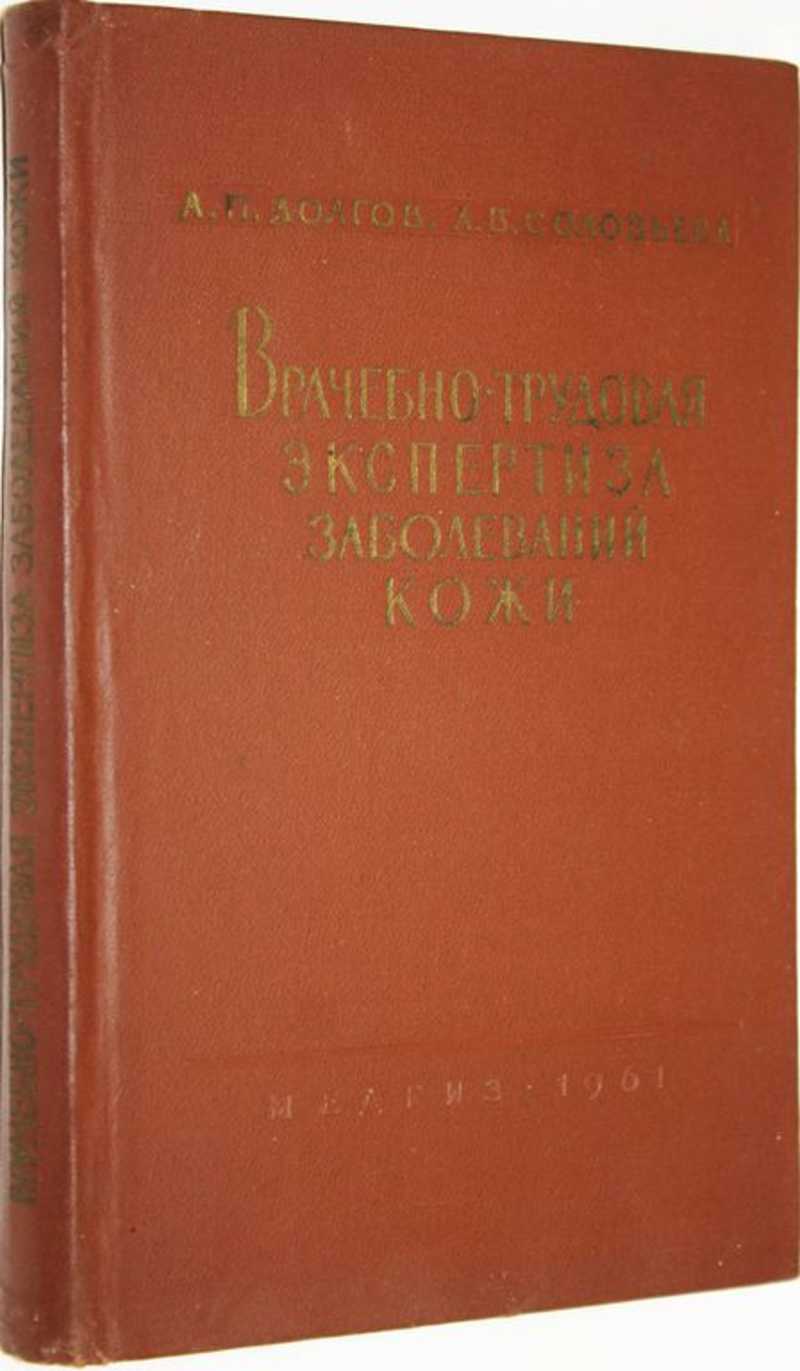 А. П. ДОЛГОВ, А. В. СОЛОВЬЕВА
ВРАЧЕБНО-ТРУДОВАЯ
ЭКСПЕРТИЗА
ЗАБОЛЕВАНИЙ
КОЖИ
МЕДГИЗ · 1961
ВРАЧЕБНО-ТРУДОВАЯ ЭКСПЕРТИЗА ЗАБОЛЕВАНИЙ КОЖИ